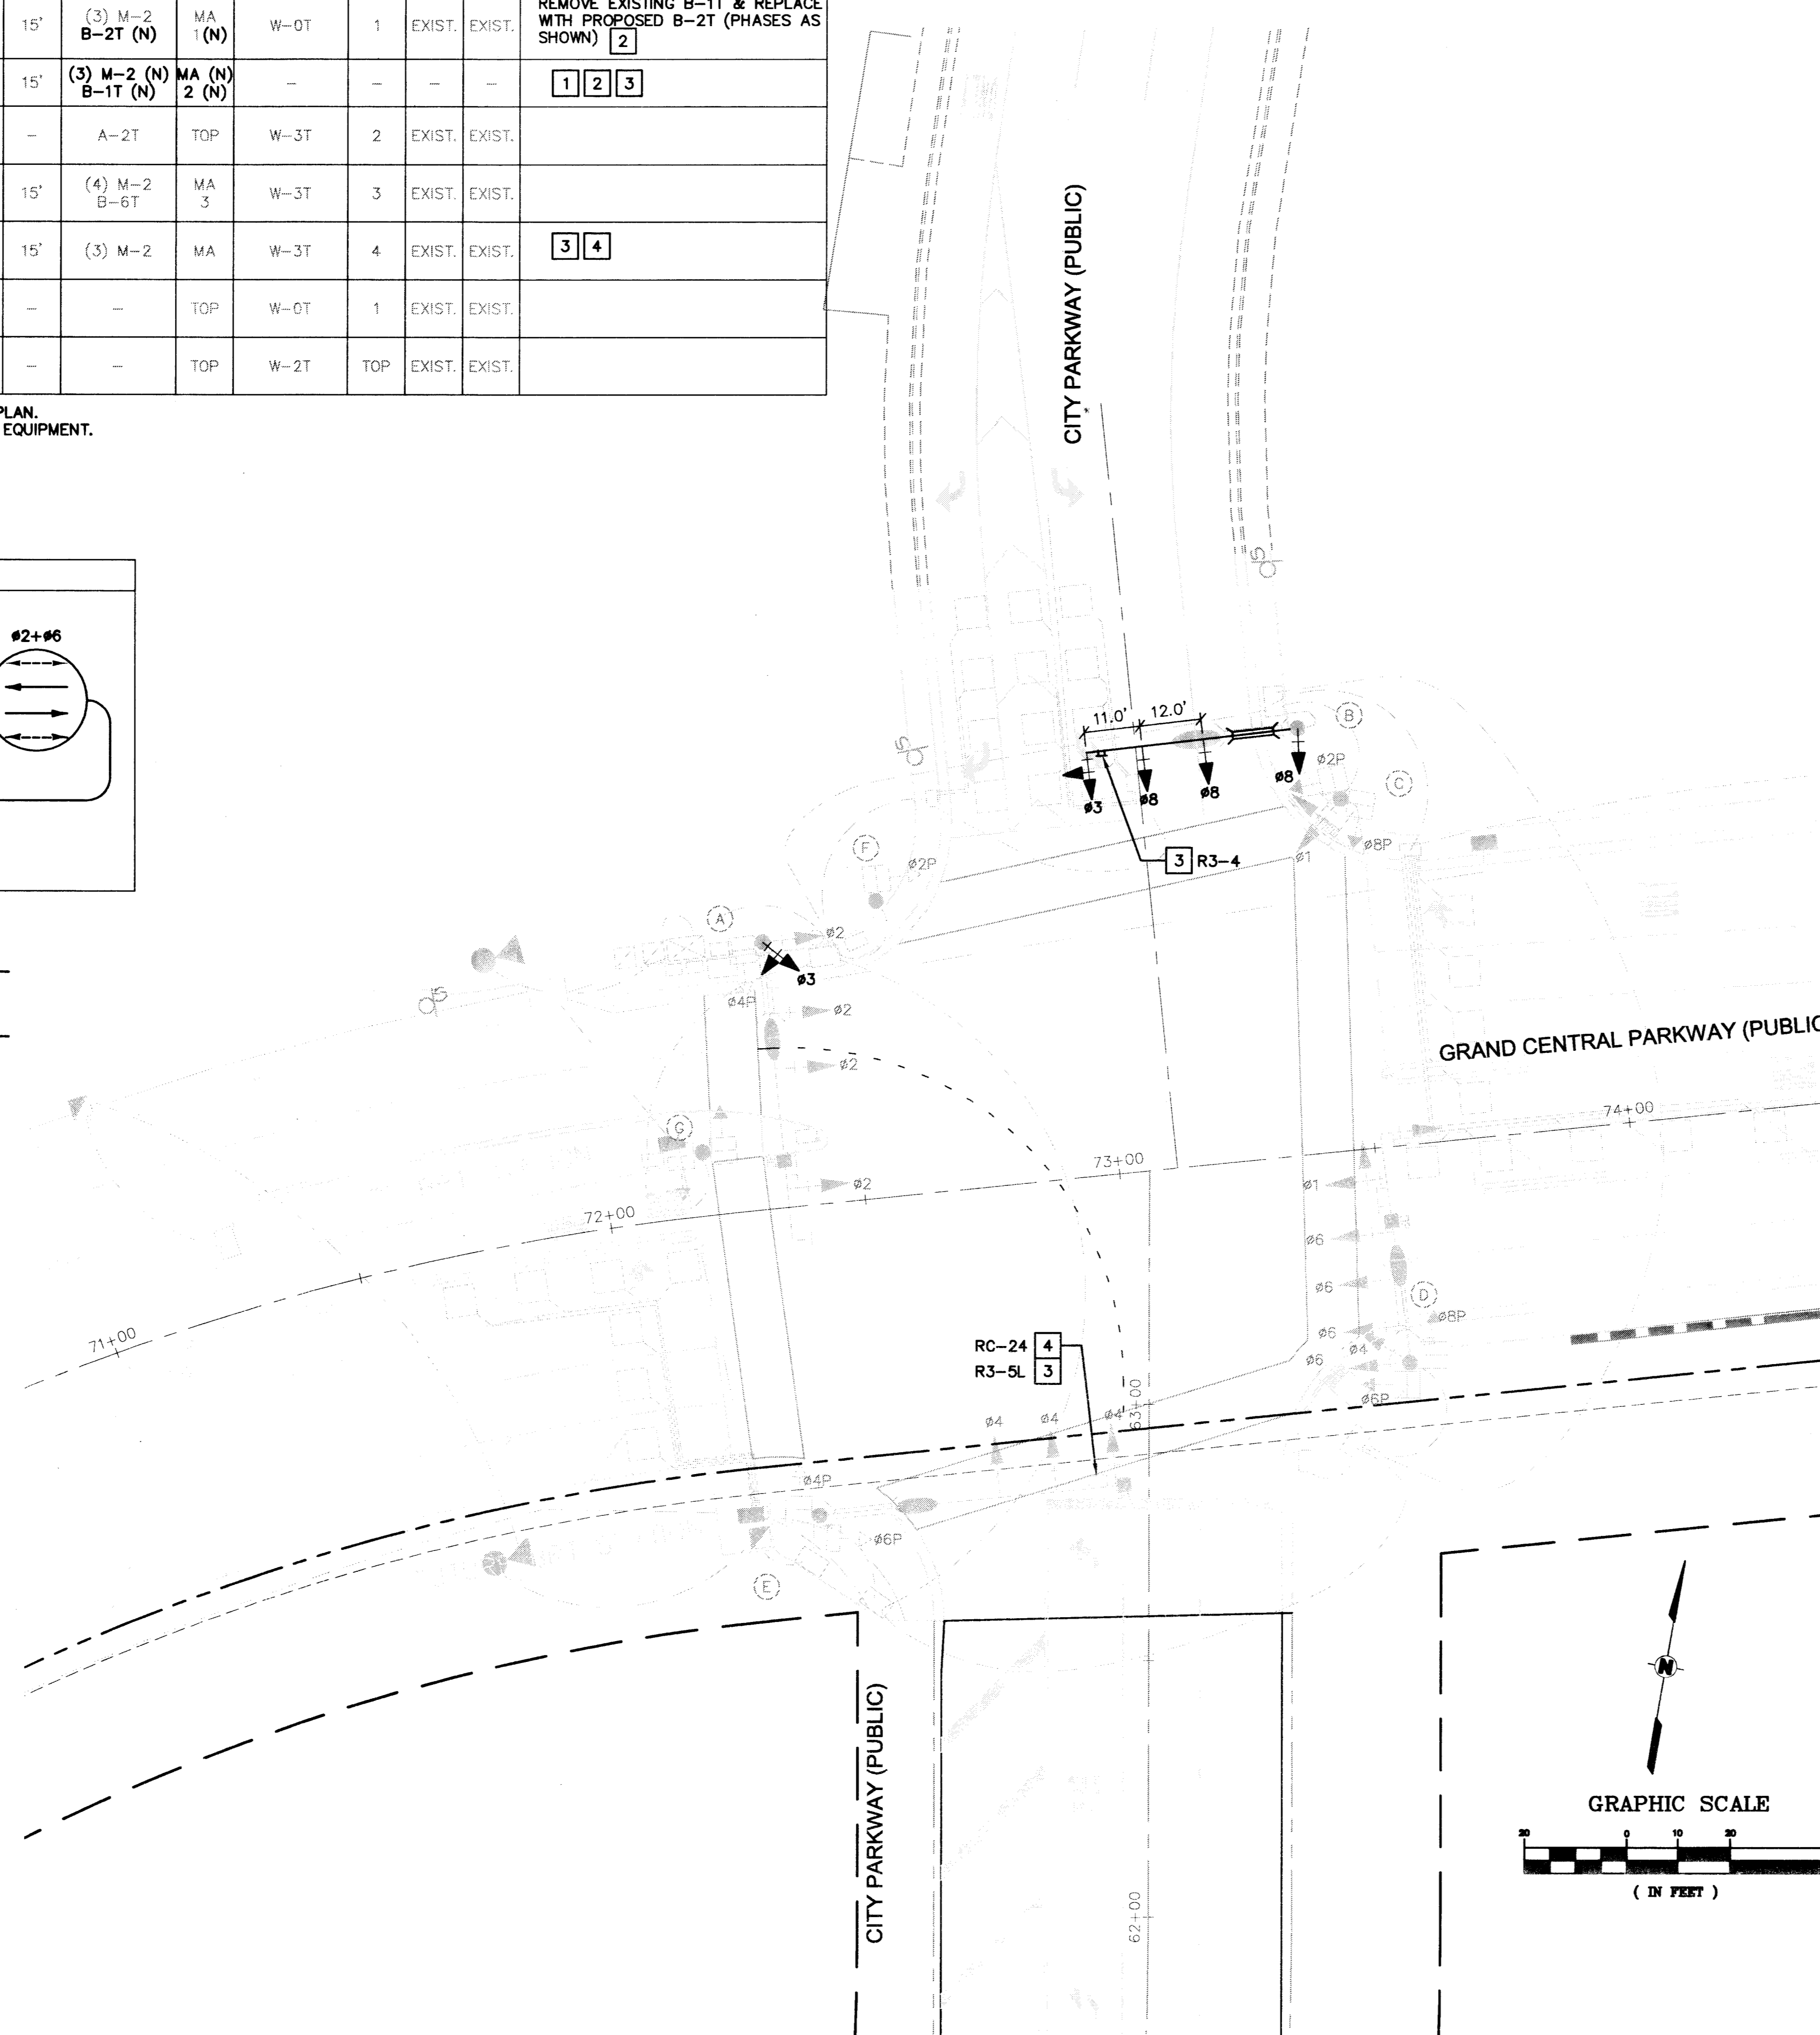 REMOVE EXISTING B-1T & REPLACE
15' (3) M-2 MA W-0T 1 EXIST. EXIST. WITH PROPOSED B-2T (PHASES AS
B-2T (N) 1 (N) SHOWN) 2
15' (3) M-2 (N) MA (N) - - - - 1 2 3
B-1T (N) 2 (N)
- A-2T TOP W-3T 2 EXIST. EXIST.
15' (4) M-2 MA W-3T 3 EXIST. EXIST.
B-6T 3
15' (3) M-2 MA W-3T 4 EXIST. EXIST. 3 4
- - TOP W-0T 1 EXIST. EXIST.
- - TOP W-2T TOP EXIST. EXIST.
PLAN.
EQUIPMENT.
CITY PARKWAY (PUBLIC)
ø2+ø6
11.0' 12.0'
B
ø2P
C
ø3 ø8 ø8 ø8
ø1 ø8P
3 R3-4
F
ø2P
A
ø2
ø3
ø4P
ø2
ø2
GRAND CENTRAL PARKWAY (PUBLIC
G
74+00
73+00
ø2
ø1
72+00
ø6
ø6
D
ø8P
71+00
RC-24 4
R3-5L 3
ø6
ø4
ø6
ø6P
63+00
ø4 ø4 ø4
ø4P
ø6P
E
N
CITY PARKWAY (PUBLIC)
GRAPHIC SCALE
20 0 10 20
( IN FEET )
62+00